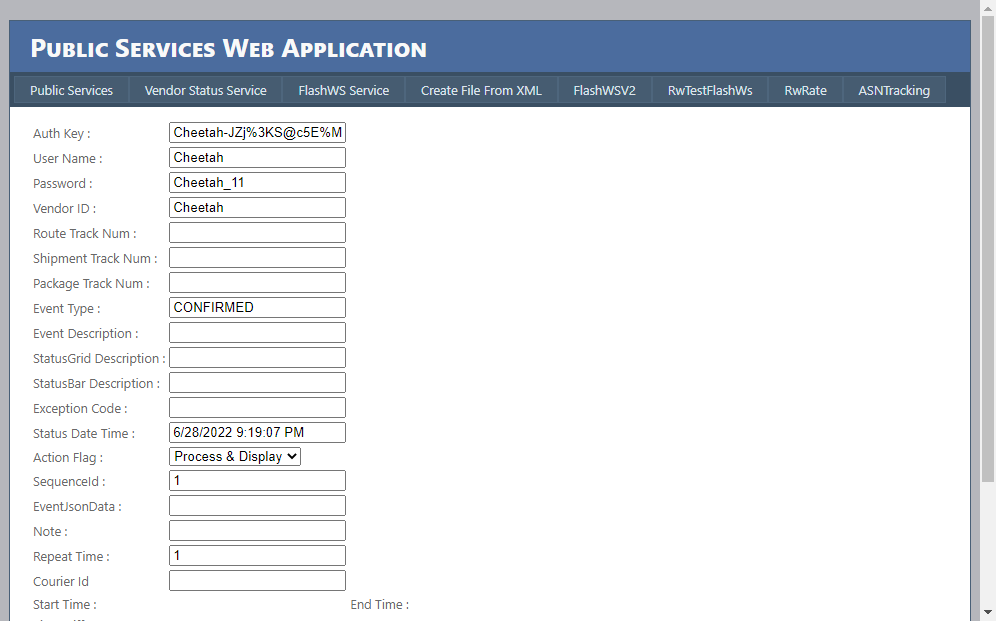 Public Services Web Application
Public Services Vendor Status Service FlashWS Service Create File From XML FlashWSV2 RwTestFlashWs RwRate ASNTracking
Auth Key : Cheetah-JZj%3KS@c5E%M
User Name : Cheetah
Password : Cheetah_11
Vendor ID : Cheetah
Route Track Num :
Shipment Track Num :
Package Track Num :
Event Type : CONFIRMED
Event Description :
StatusGrid Description :
StatusBar Description :
Exception Code :
Status Date Time : 6/28/2022 9:19:07 PM
Action Flag : Process & Display
SequenceId : 1
EventJsonData :
Note :
Repeat Time : 1
Courier Id
Start Time : End Time :